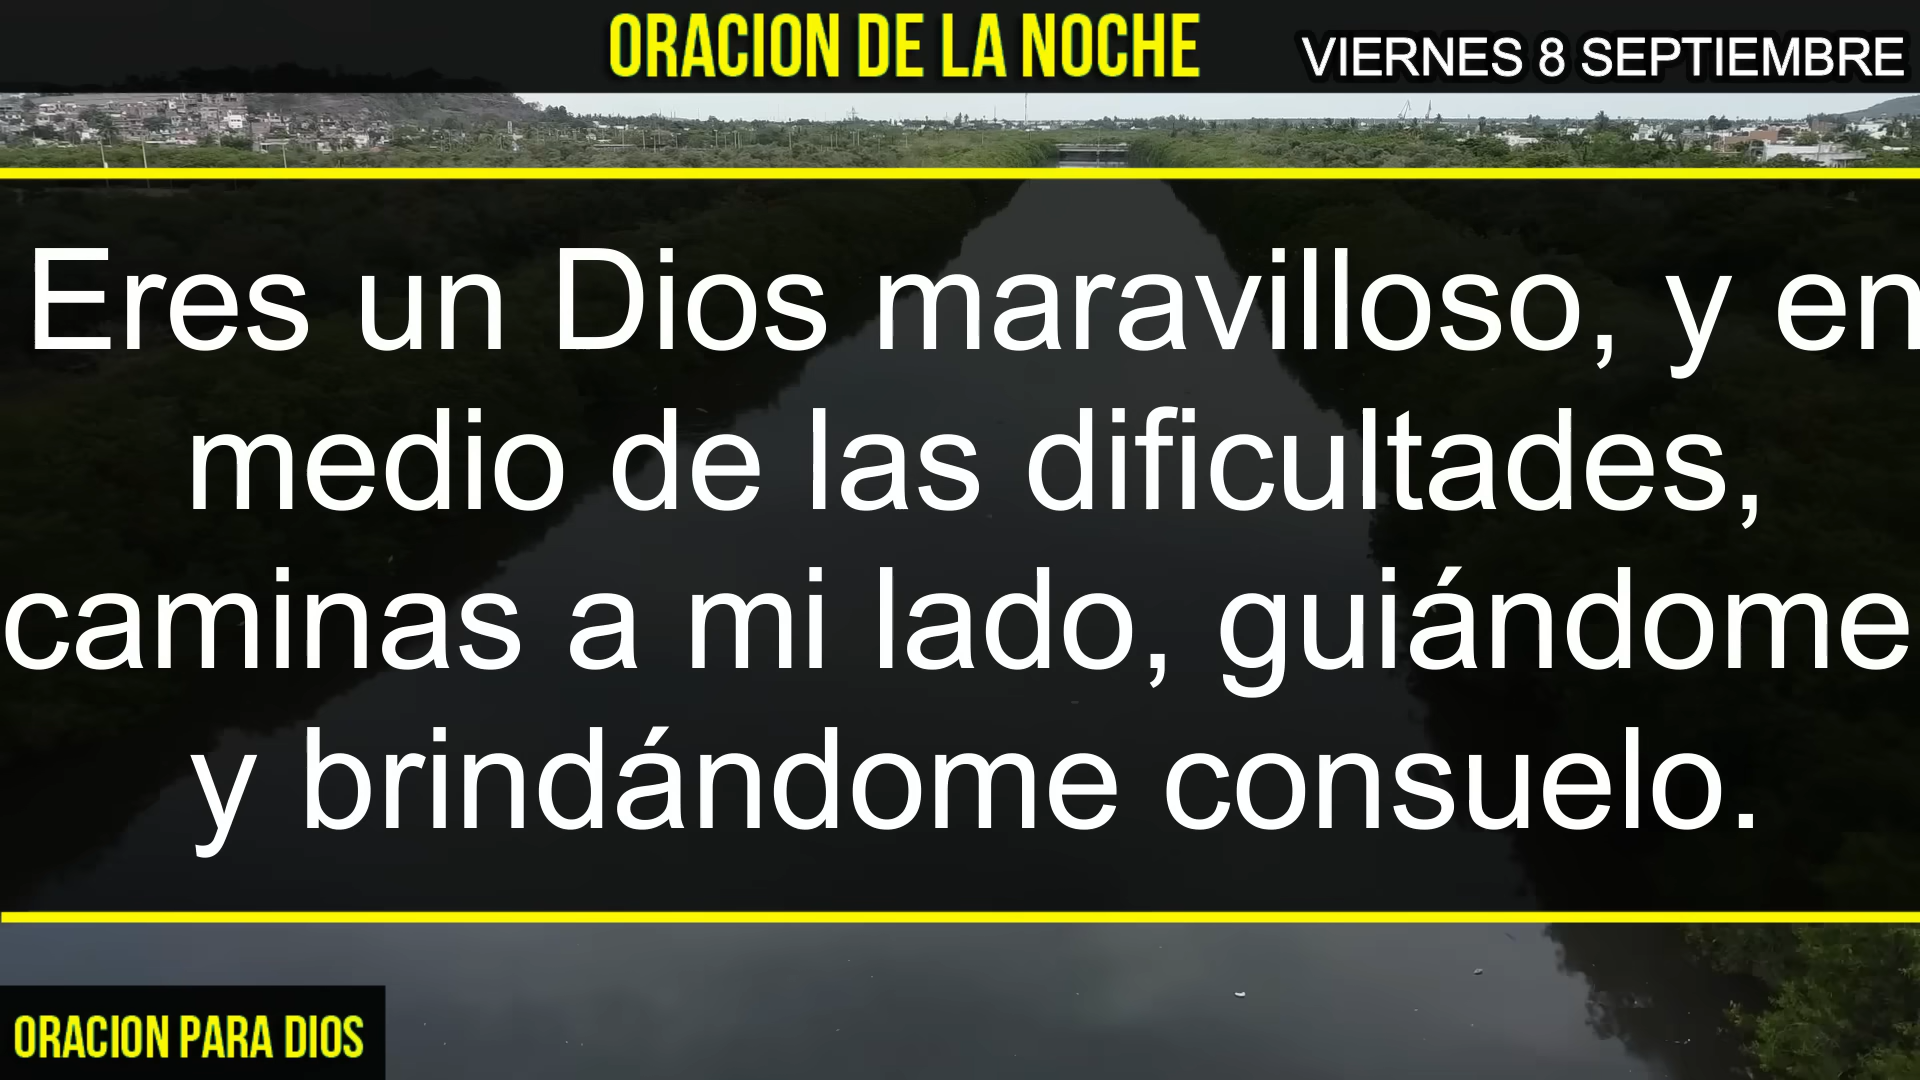 ORACION DE LA NOCHE
VIERNES 8 SEPTIEMBRE
Eres un Dios maravilloso, y en
medio de las dificultades,
caminas a mi lado, guiándome
y brindándome consuelo.
ORACION PARA DIOS